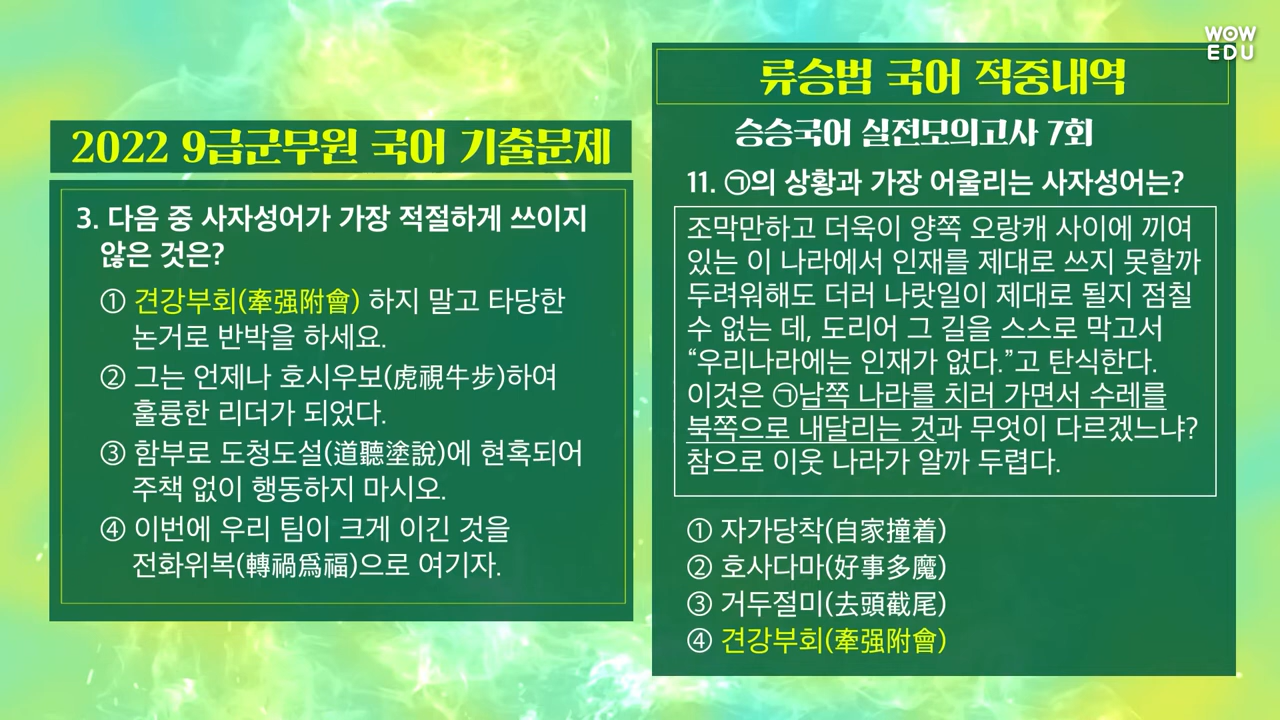 WOW
EDU
2022 9급군무원 국어 기출문제
3. 다음 중 사자성어가 가장 적절하게 쓰이지
않은 것은?
① 견강부회(牽强附會) 하지 말고 타당한
논거로 반박을 하세요.
② 그는 언제나 호시우보(虎視牛步)하여
훌륭한 리더가 되었다.
③ 함부로 도청도설(道聽塗說)에 현혹되어
주책 없이 행동하지 마시오.
④ 이번에 우리 팀이 크게 이긴 것을
전화위복(轉禍爲福)으로 여기자.
류승범 국어 적중내역
승승국어 실전모의고사 7회
11. ㉠의 상황과 가장 어울리는 사자성어는?
조막만하고 더욱이 양쪽 오랑캐 사이에 끼여
있는 이 나라에서 인재를 제대로 쓰지 못할까
두려워해도 더러 나랏일이 제대로 될지 점칠
수 없는 데, 도리어 그 길을 스스로 막고서
“우리나라에는 인재가 없다.”고 탄식한다.
이것은 ㉠남쪽 나라를 치러 가면서 수레를
북쪽으로 내달리는 것과 무엇이 다르겠느냐?
참으로 이웃 나라가 알까 두렵다.
① 자가당착(自家撞着)
② 호사다마(好事多魔)
③ 거두절미(去頭截尾)
④ 견강부회(牽强附會)